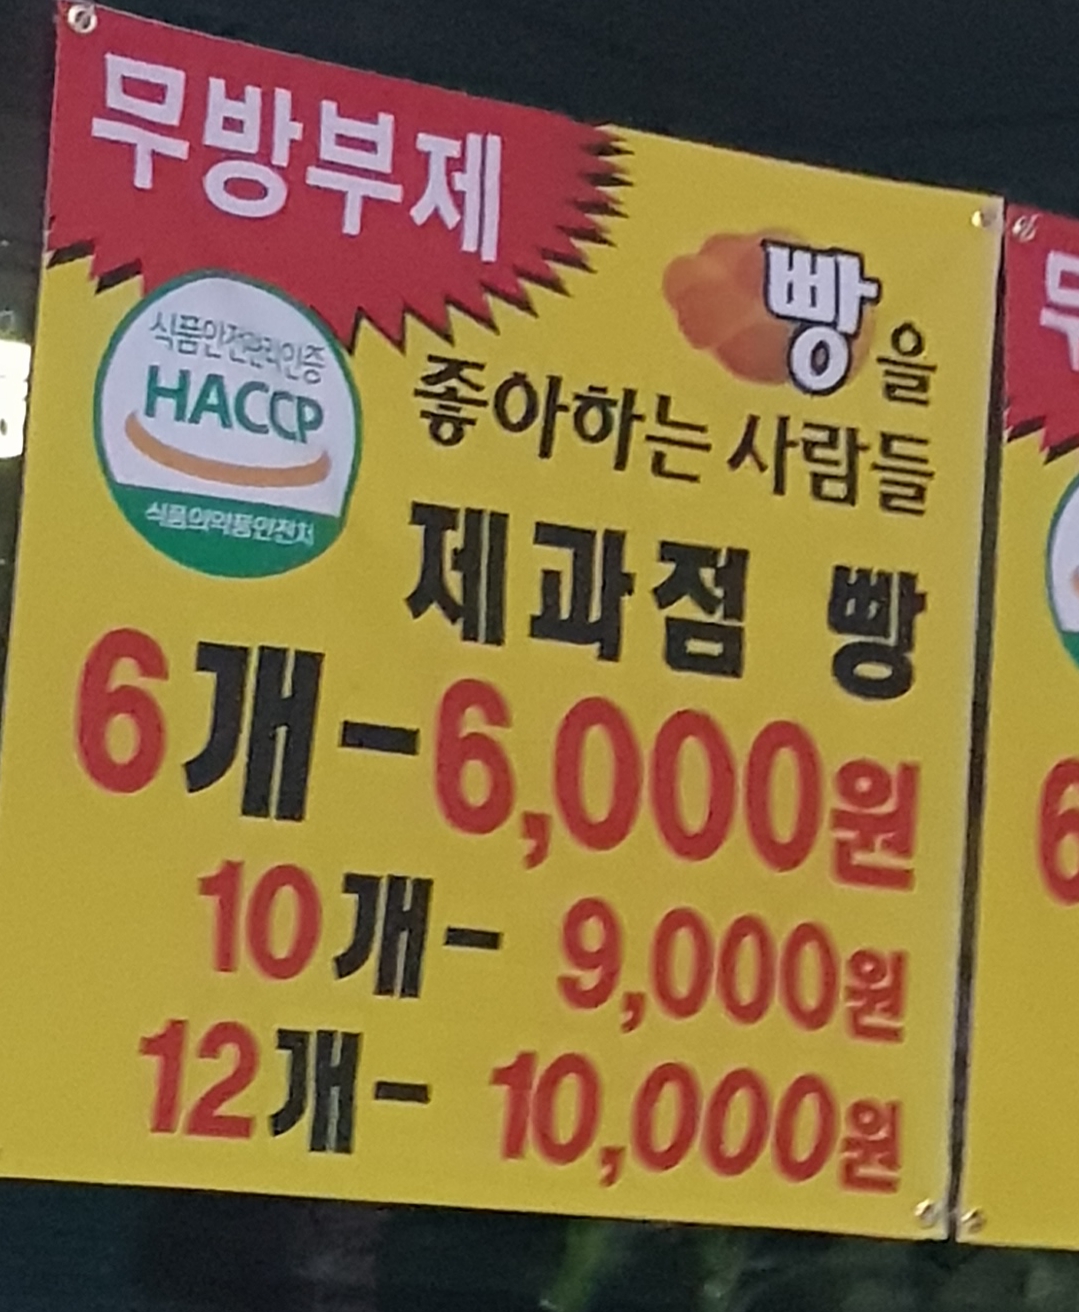 무방부제
식품안전관리인증
HACCP
식품의약품안전처
빵을
좋아하는 사람들
제과점 빵
6개-6,000원
10개- 9,000원
12개- 10,000원
무
6